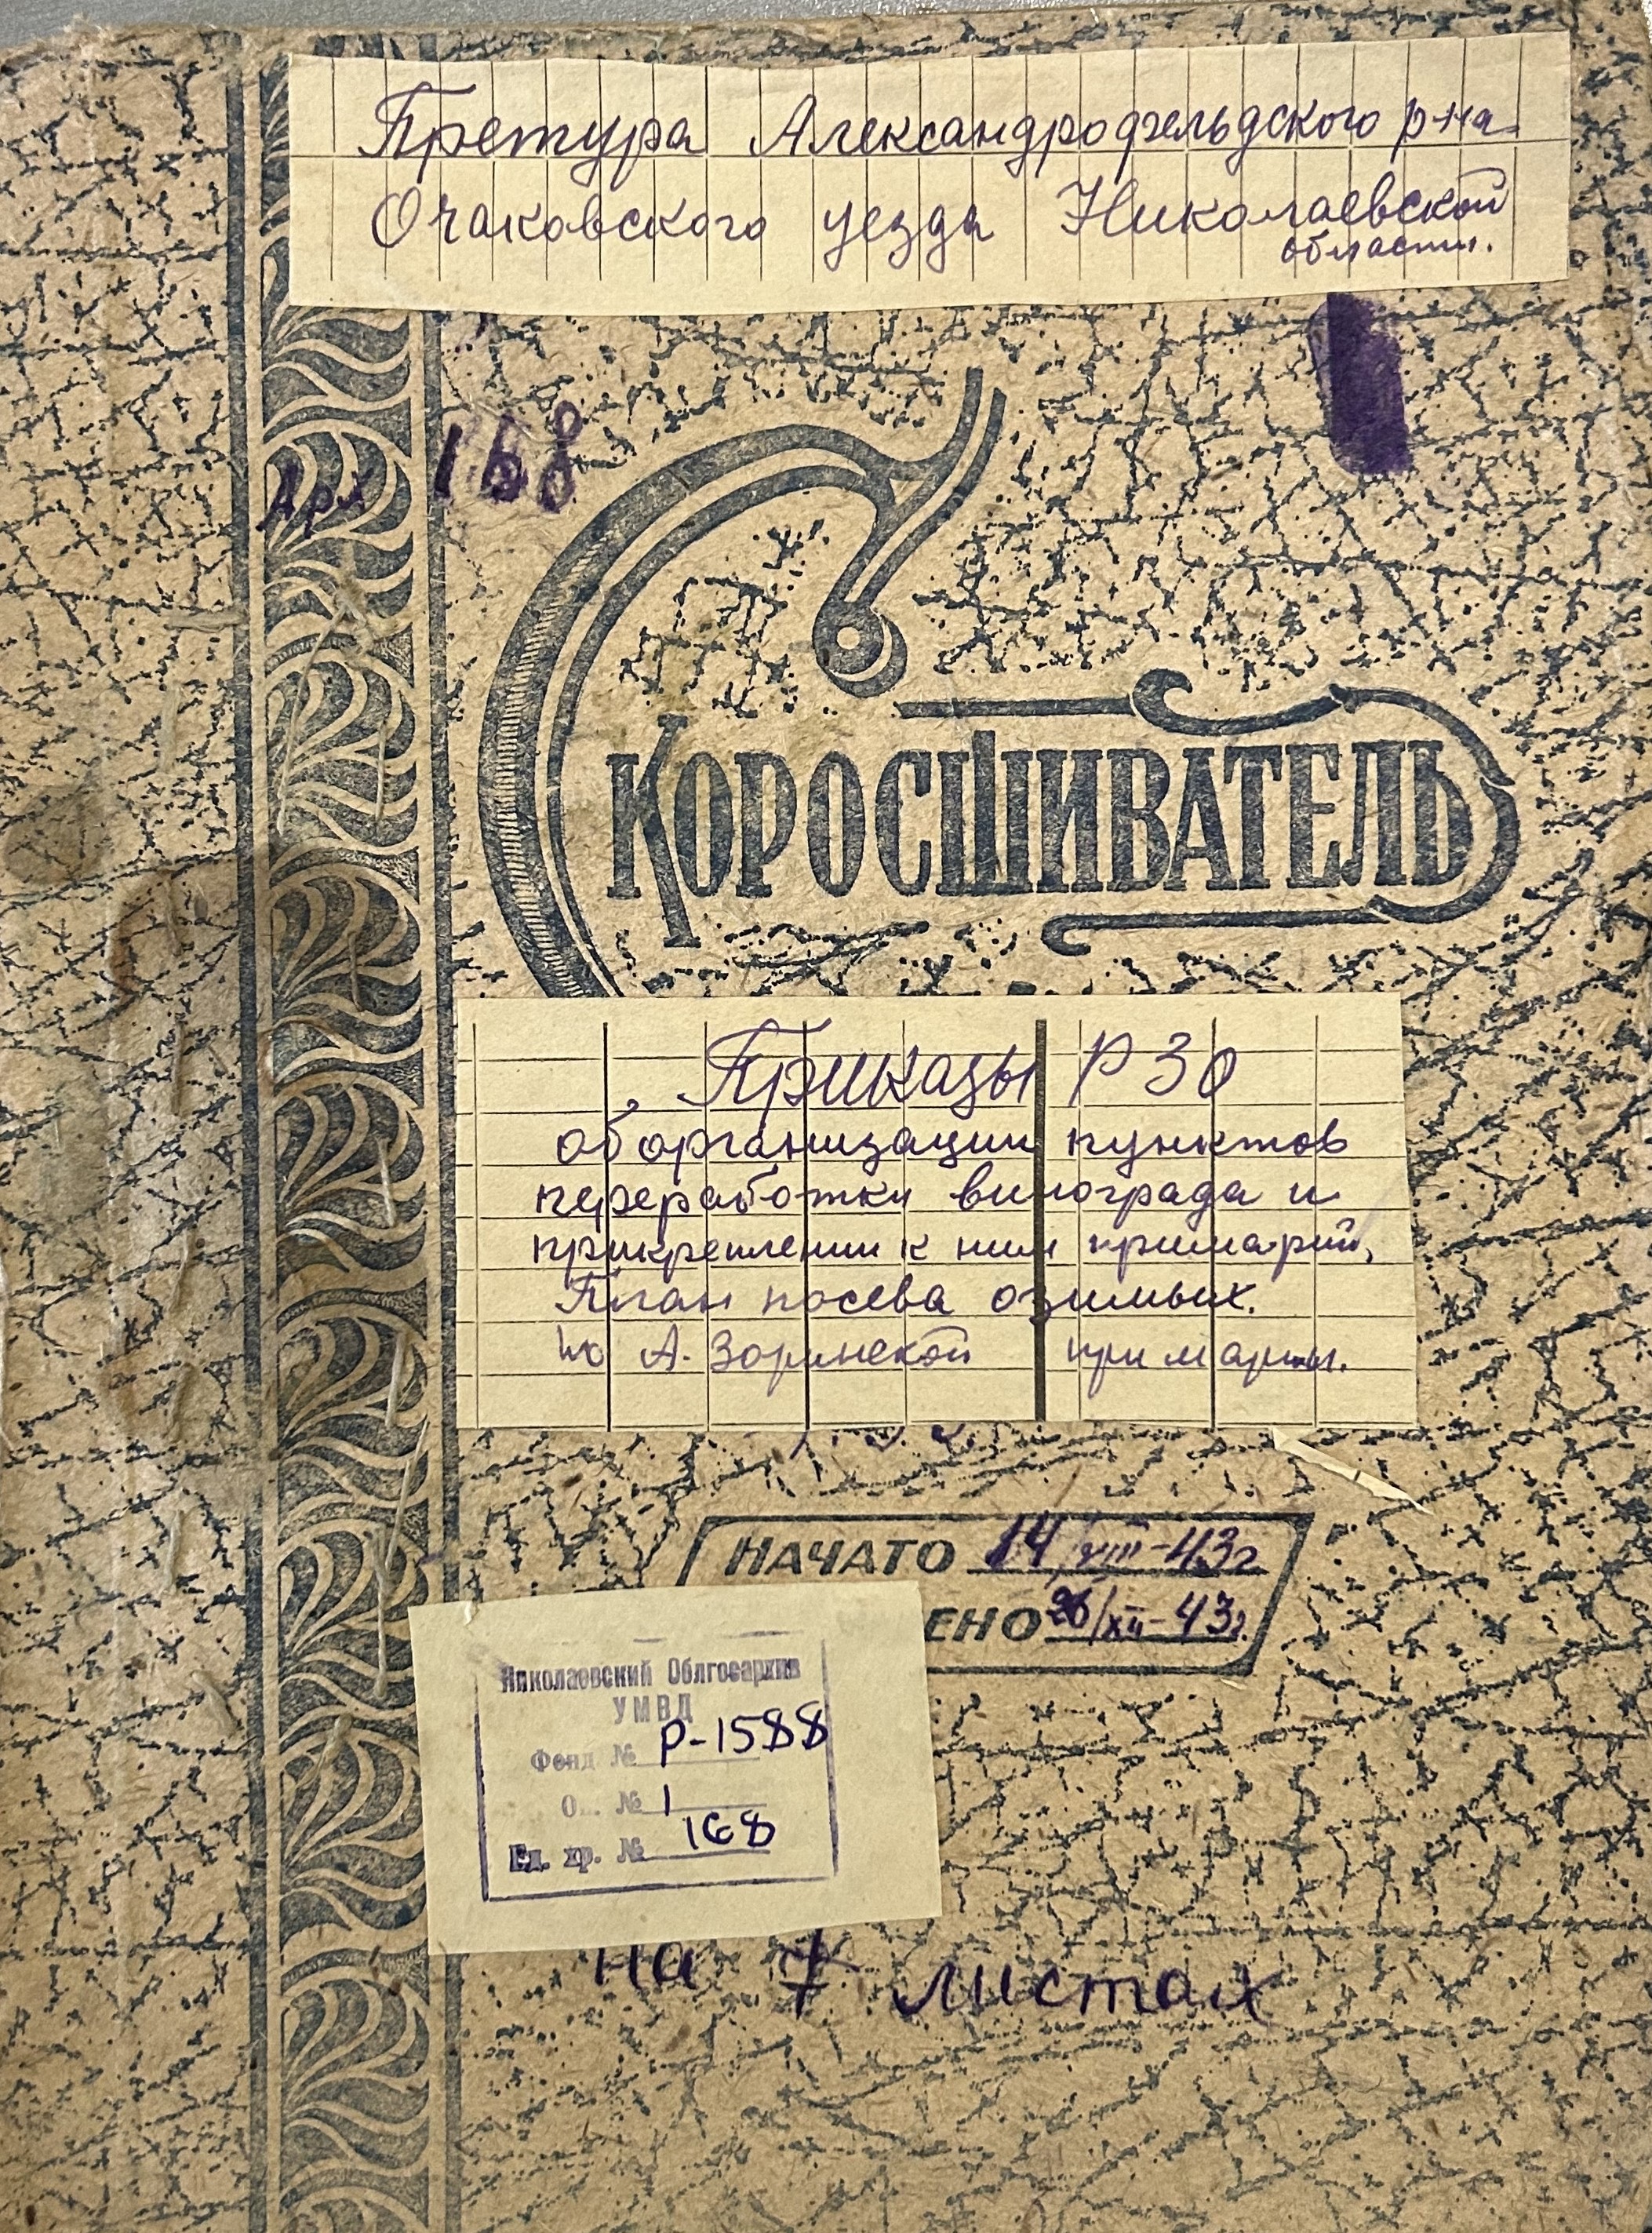 Претура Александрофельдского р-на
Очаковского уезда Николаевской
области.
Арх 168
СКОРОСШИВАТЕЛЬ
Приказы РЗО
об организации пунктов
переработки винограда и
прикреплении к ним примарий,
План посева озимых.
по А. Зоринской примарии.
НАЧАТО 14/VIII-43г
ЕНО 26/XII-43г.
Николаевский Облгосархив
УМВД
Фонд № Р-1588
О... № 1
Ед. хр. № 168
на 7 листах